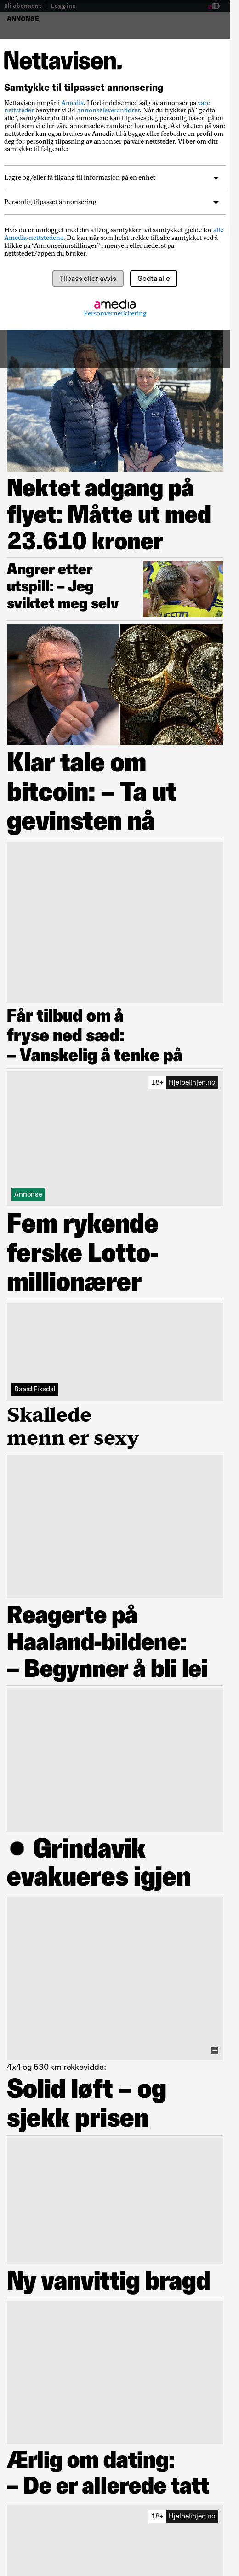 Bli abonnent | Logg inn
ANNONSE
Nettavisen.
Samtykke til tilpasset annonsering
Nettavisen inngår i Amedia. I forbindelse med salg av annonser på våre
nettsteder benytter vi 34 annonseleverandører. Når du trykker på "godta
alle", samtykker du til at annonsene kan tilpasses deg personlig basert på en
profil som vi eller våre annonseleverandører har om deg. Aktiviteten på våre
nettsteder kan også brukes av Amedia til å bygge eller forbedre en profil om
deg for personlig tilpasning av annonser på våre nettsteder. Vi ber om ditt
samtykke til følgende:
Lagre og/eller få tilgang til informasjon på en enhet
Personlig tilpasset annonsering
Hvis du er innlogget med din aID og samtykker, vil samtykket gjelde for alle
Amedia-nettstedene. Du kan når som helst trekke tilbake samtykket ved å
klikke på “Annonseinnstillinger” i menyen eller nederst på
nettstedet/appen du bruker.
Tilpass eller avvis
Godta alle
amedia
Personvernerklæring
Nektet adgang på
flyet: Måtte ut med
23.610 kroner
Angrer etter
utspill: – Jeg
sviktet meg selv
Klar tale om
bitcoin: – Ta ut
gevinsten nå
Får tilbud om å
fryse ned sæd:
– Vanskelig å tenke på
18+ Hjelpelinjen.no
Annonse
Fem rykende
ferske Lotto-
millionærer
Baard Fiksdal
Skallede
menn er sexy
Reagerte på
Haaland-bildene:
– Begynner å bli lei
Grindavik
evakueres igjen
4x4 og 530 km rekkevidde:
Solid løft – og
sjekk prisen
Ny vanvittig bragd
Ærlig om dating:
– De er allerede tatt
18+ Hjelpelinjen.no